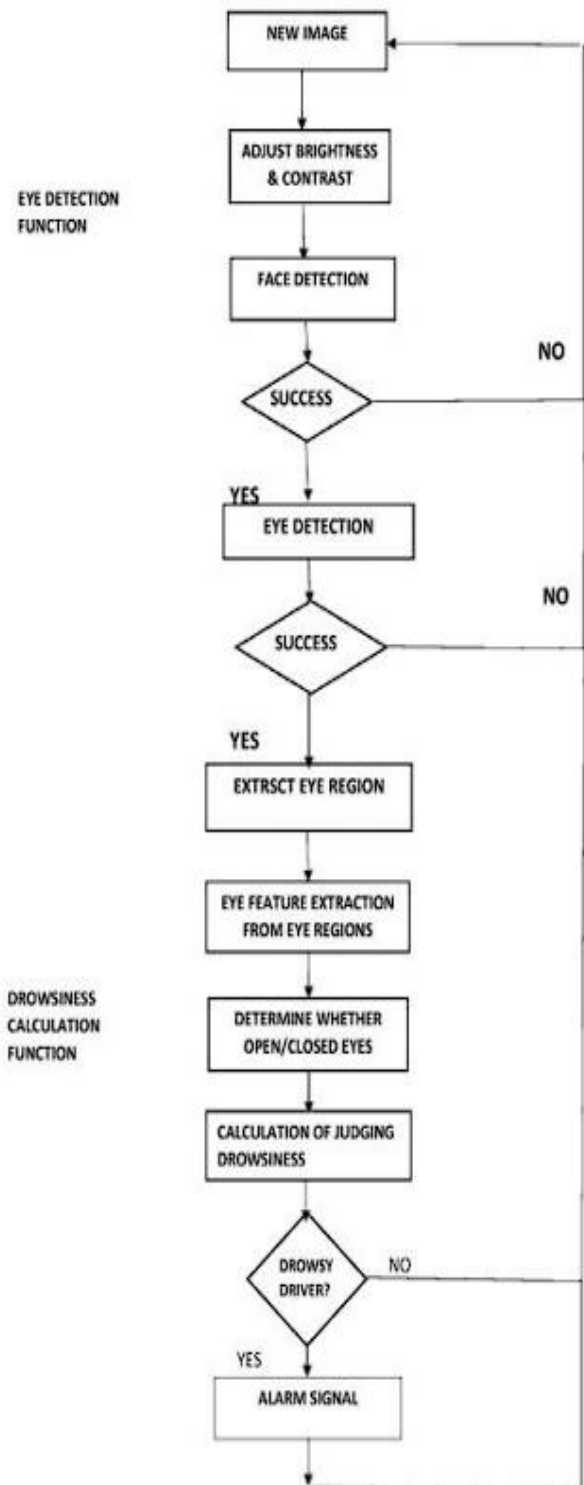 NEW IMAGE
ADJUST BRIGHTNESS
& CONTRAST
EYE DETECTION
FUNCTION
FACE DETECTION
NO
SUCCESS
YES
EYE DETECTION
NO
SUCCESS
YES
EXTRSCT EYE REGION
EYE FEATURE EXTRACTION
FROM EYE REGIONS
DROWSINESS
CALCULATION
FUNCTION
DETERMINE WHETHER
OPEN/CLOSED EYES
CALCULATION OF JUDGING
DROWSINESS
DROWSY
DRIVER?
NO
YES
ALARM SIGNAL